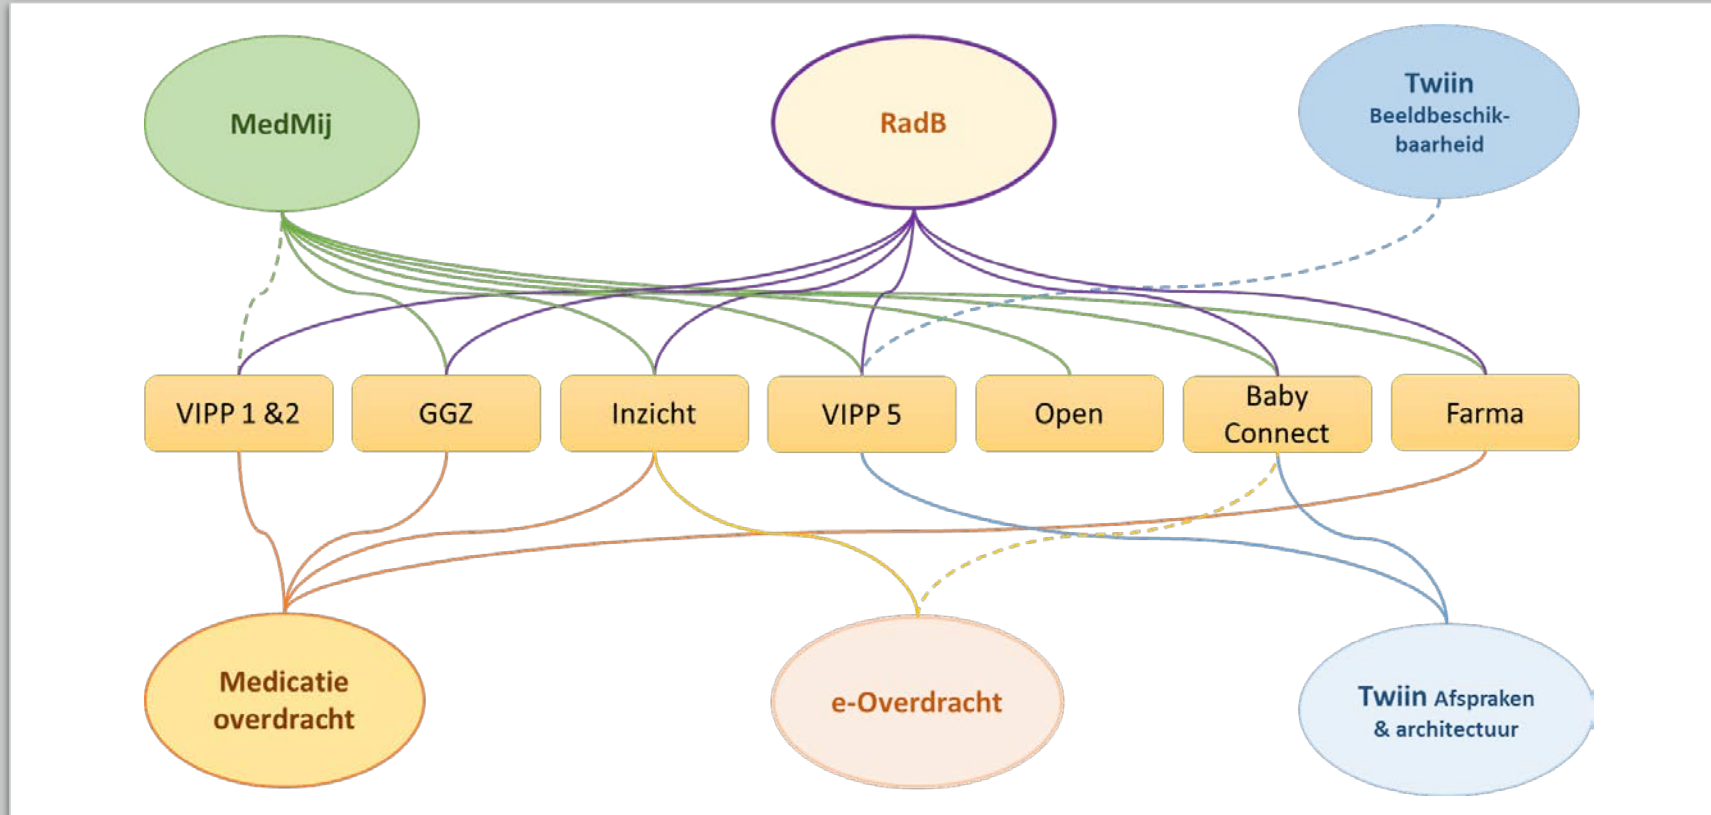 MedMij
RadB
Twiin
Beeldbeschik-
baarheid
VIPP 1 &2
GGZ
Inzicht
VIPP 5
Open
Baby
Connect
Farma
Medicatie
overdracht
e-Overdracht
Twiin Afspraken
& architectuur